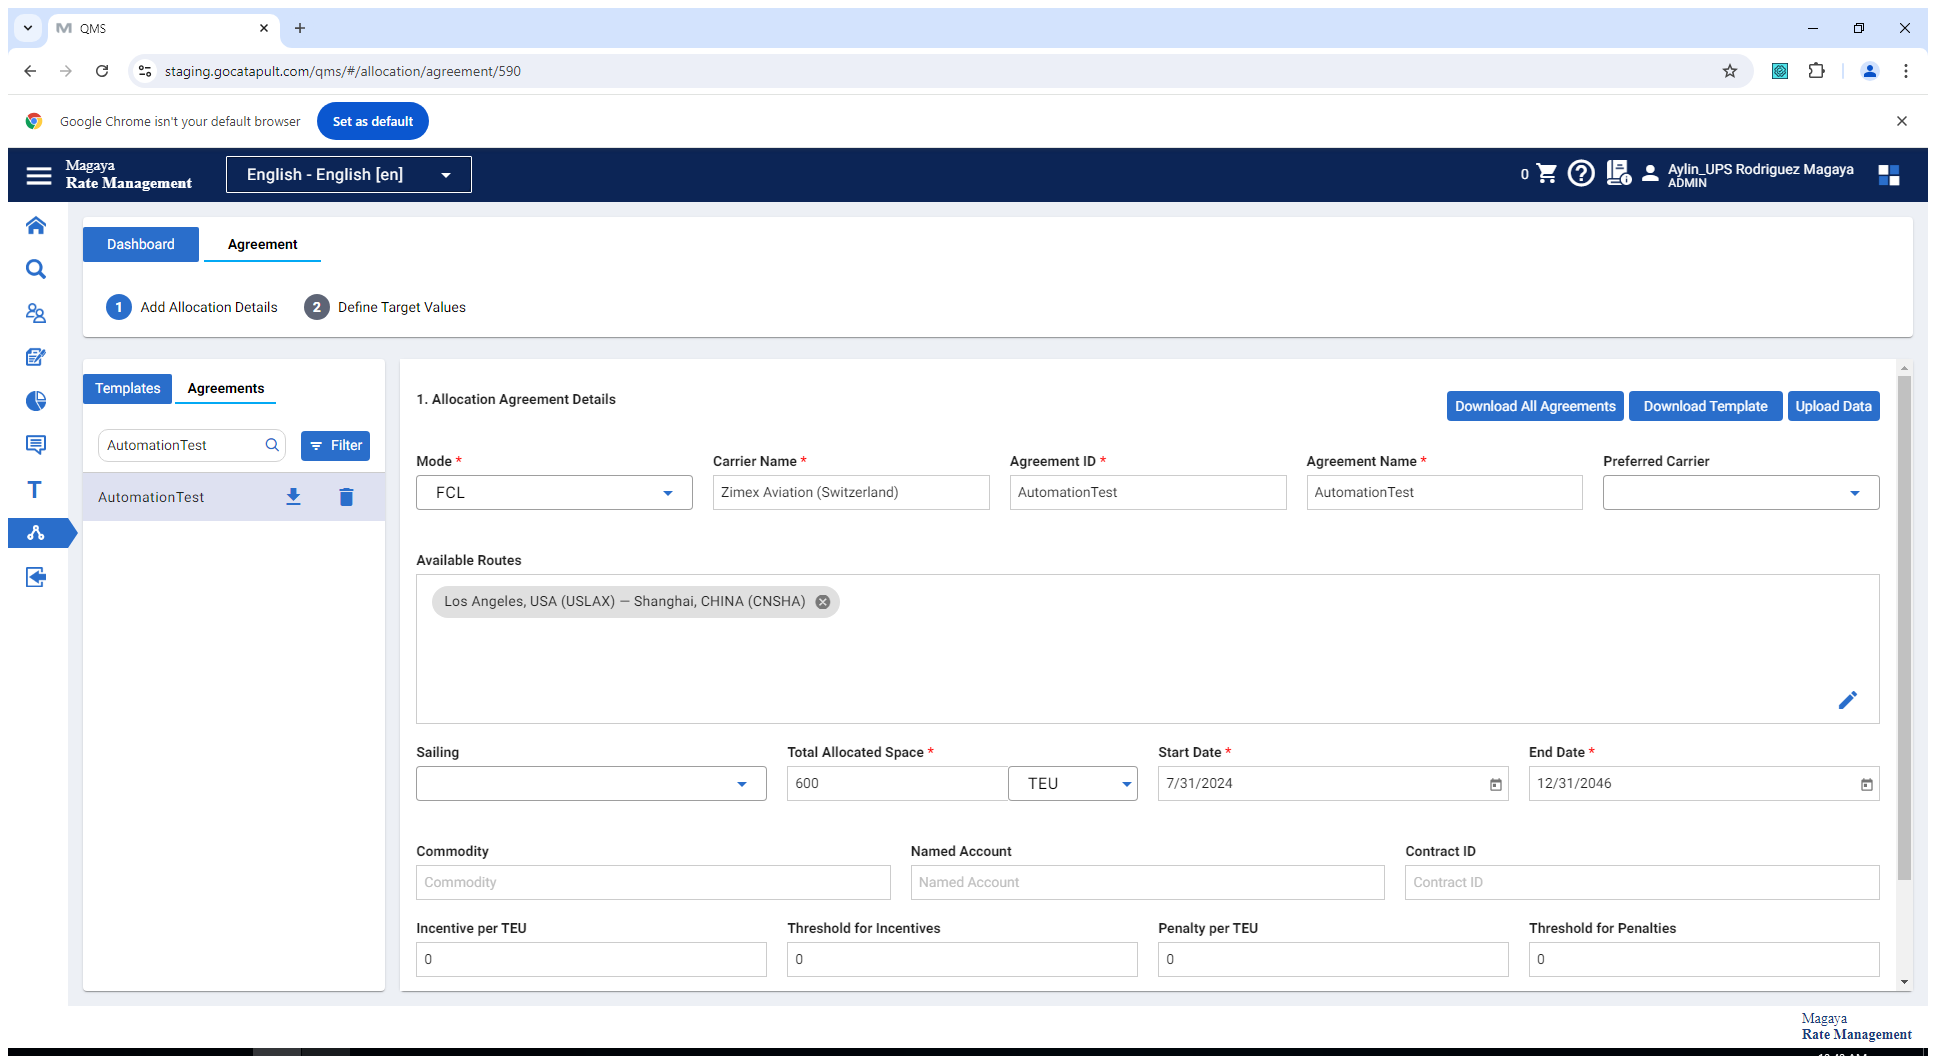 QMS
staging.gocatapult.com/qms/#/allocation/agreement/590
Google Chrome isn't your default browser
Set as default
Magaya
Rate Management
English - English [en]
0
Aylin_UPS Rodriguez Magaya
ADMIN
Dashboard
Agreement
1 Add Allocation Details
2 Define Target Values
Templates
Agreements
AutomationTest
Filter
AutomationTest
T
1. Allocation Agreement Details
Download All Agreements
Download Template
Upload Data
Mode *
Carrier Name *
Agreement ID *
Agreement Name *
Preferred Carrier
FCL
Zimex Aviation (Switzerland)
AutomationTest
AutomationTest
Available Routes
Los Angeles, USA (USLAX) — Shanghai, CHINA (CNSHA)
Sailing
Total Allocated Space *
Start Date *
End Date *
600
TEU
7/31/2024
12/31/2046
Commodity
Named Account
Contract ID
Commodity
Named Account
Contract ID
Incentive per TEU
Threshold for Incentives
Penalty per TEU
Threshold for Penalties
0
0
0
0
Magaya
Rate Management